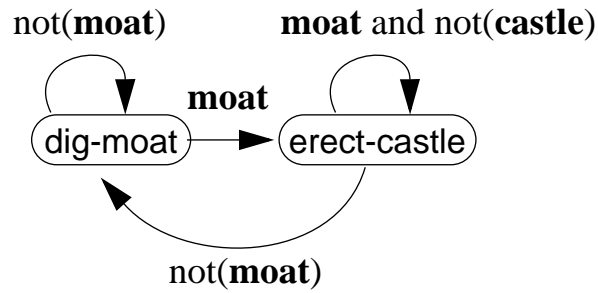 not(moat)
moat and not(castle)
moat
dig-moat
erect-castle
not(moat)